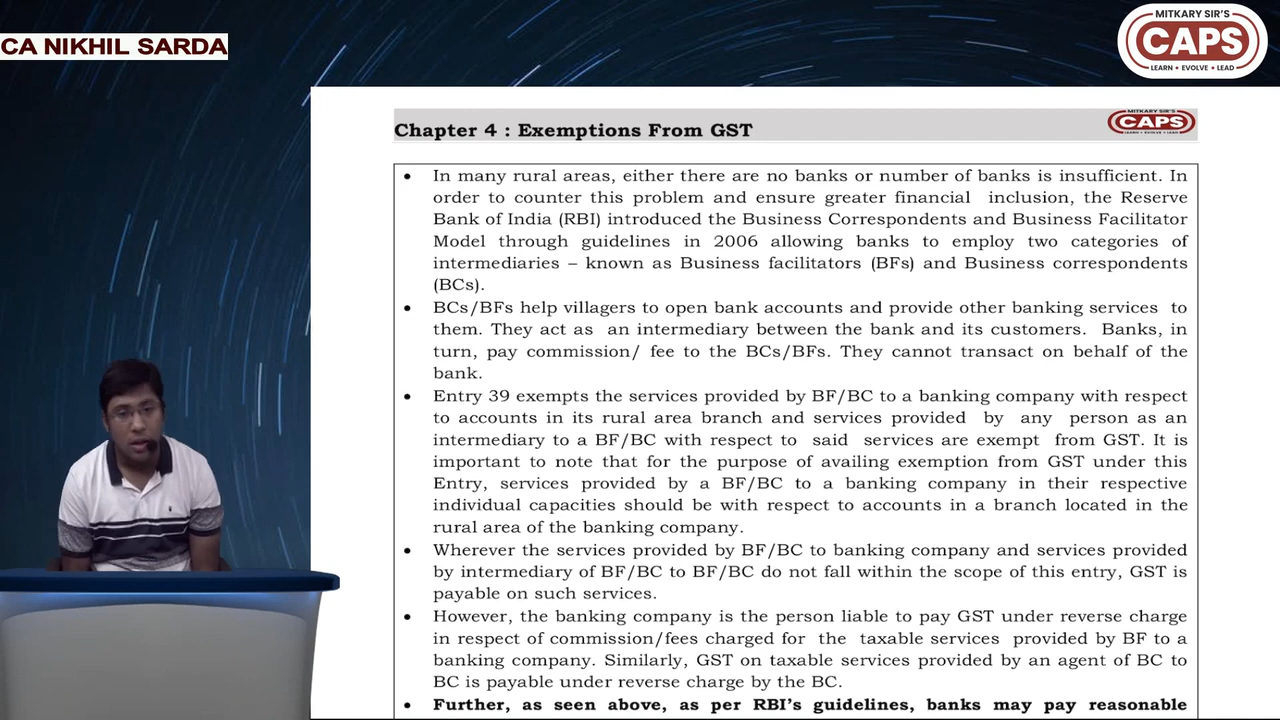 CA NIKHIL SARDA
MITKARY SIR'S
CAPS
LEARN • EVOLVE • LEAD
Chapter 4 : Exemptions From GST
MITKARY SIR'S
CAPS
LEARN • EVOLVE • LEAD
• In many rural areas, either there are no banks or number of banks is insufficient. In
order to counter this problem and ensure greater financial inclusion, the Reserve
Bank of India (RBI) introduced the Business Correspondents and Business Facilitator
Model through guidelines in 2006 allowing banks to employ two categories of
intermediaries – known as Business facilitators (BFs) and Business correspondents
(BCs).
• BCs/BFs help villagers to open bank accounts and provide other banking services to
them. They act as an intermediary between the bank and its customers. Banks, in
turn, pay commission/ fee to the BCs/BFs. They cannot transact on behalf of the
bank.
• Entry 39 exempts the services provided by BF/BC to a banking company with respect
to accounts in its rural area branch and services provided by any person as an
intermediary to a BF/BC with respect to said services are exempt from GST. It is
important to note that for the purpose of availing exemption from GST under this
Entry, services provided by a BF/BC to a banking company in their respective
individual capacities should be with respect to accounts in a branch located in the
rural area of the banking company.
• Wherever the services provided by BF/BC to banking company and services provided
by intermediary of BF/BC to BF/BC do not fall within the scope of this entry, GST is
payable on such services.
• However, the banking company is the person liable to pay GST under reverse charge
in respect of commission/fees charged for the taxable services provided by BF to a
banking company. Similarly, GST on taxable services provided by an agent of BC to
BC is payable under reverse charge by the BC.
• Further, as seen above, as per RBI's guidelines, banks may pay reasonable